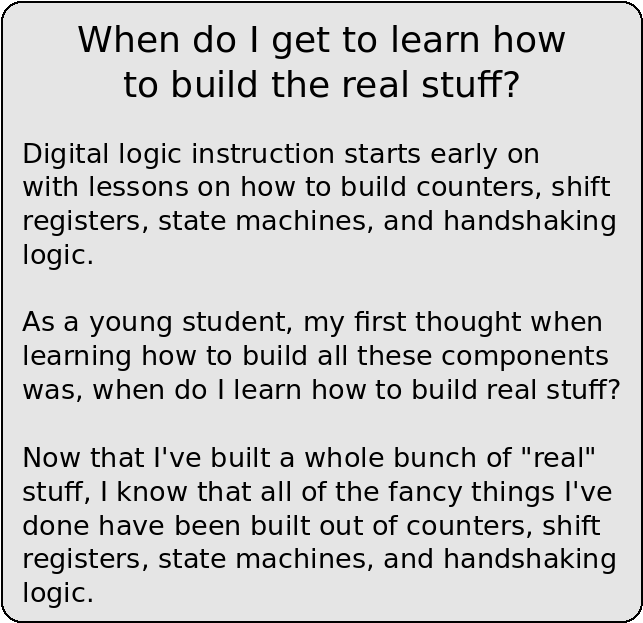 When do I get to learn how
to build the real stuff?
Digital logic instruction starts early on
with lessons on how to build counters, shift
registers, state machines, and handshaking
logic.
As a young student, my first thought when
learning how to build all these components
was, when do I learn how to build real stuff?
Now that I've built a whole bunch of "real"
stuff, I know that all of the fancy things I've
done have been built out of counters, shift
registers, state machines, and handshaking
logic.